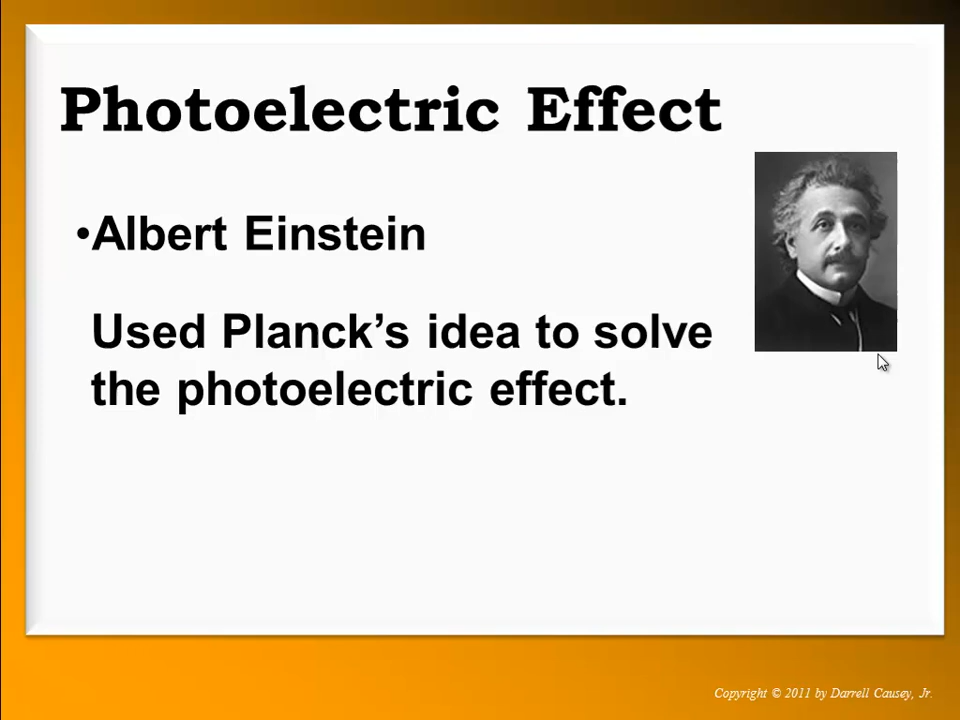 Photoelectric Effect
•Albert Einstein
Used Planck’s idea to solve
the photoelectric effect.
Copyright © 2011 by Darrell Causey, Jr.